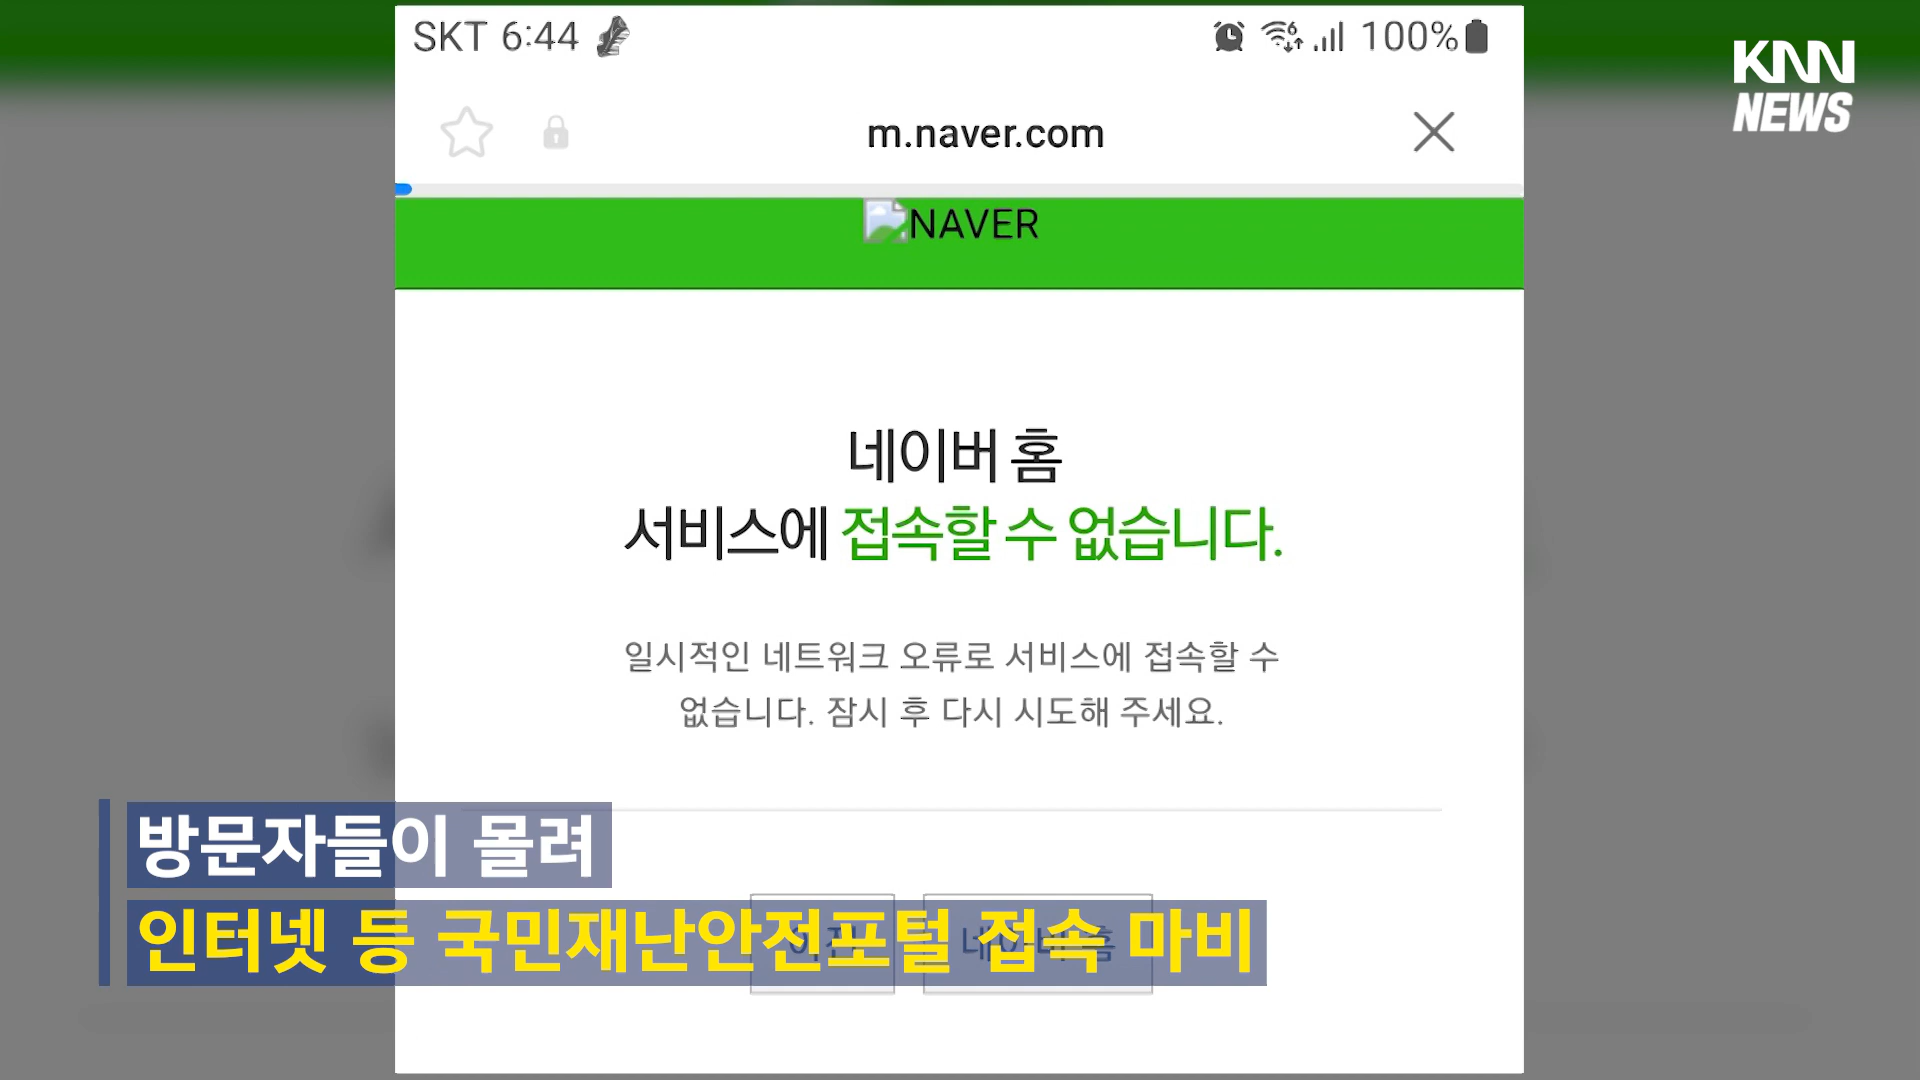 SKT 6:44
100%
KNN
NEWS
m.naver.com
NAVER
네이버 홈
서비스에 접속할 수 없습니다.
일시적인 네트워크 오류로 서비스에 접속할 수
없습니다. 잠시 후 다시 시도해 주세요.
방문자들이 몰려
인터넷 등 국민재난안전포털 접속 마비
네이버 홈